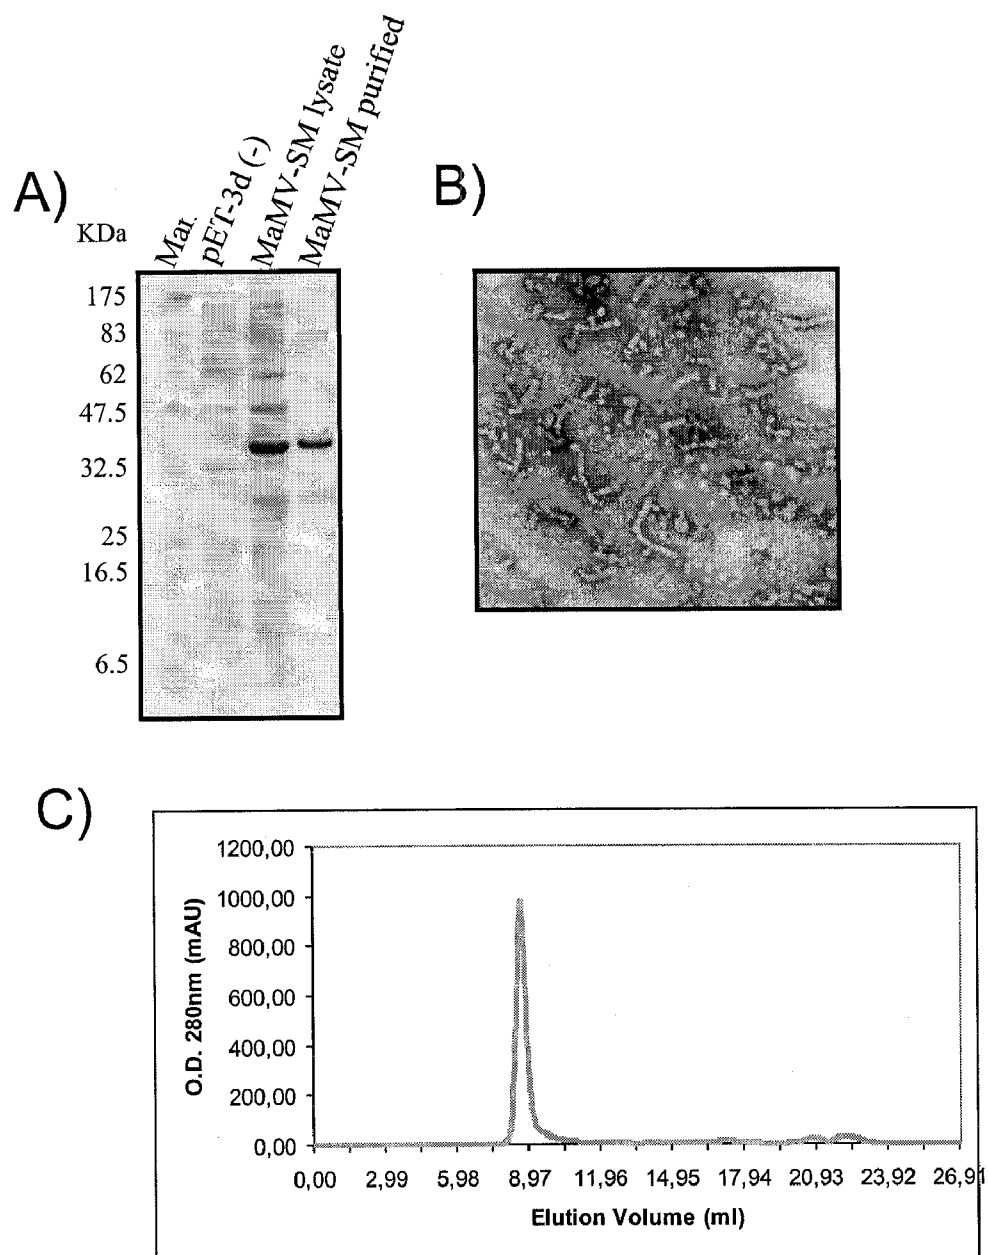 A)
KDa
Mar.
pET-3d (-)
MaMV-SM lysate
MaMV-SM purified
175
83
62
47.5
32.5
25
16.5
6.5
B)
C)
O.D. 280nm (mAU)
1200,00
1000,00
800,00
600,00
400,00
200,00
0,00
0,00 2,99 5,98 8,97 11,96 14,95 17,94 20,93 23,92 26,91
Elution Volume (ml)